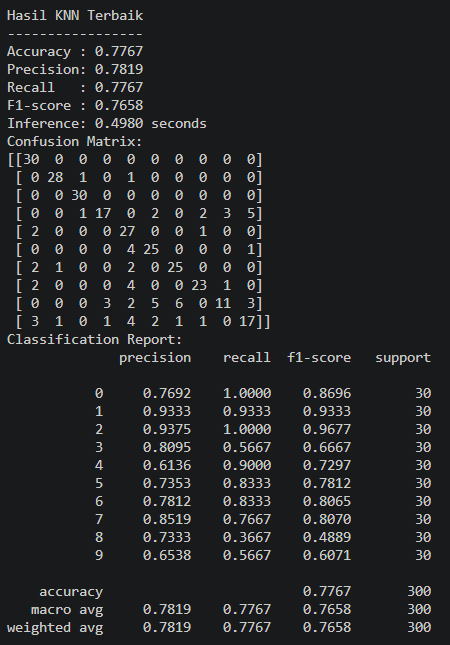 Hasil KNN Terbaik
-----------------
Accuracy : 0.7767
Precision: 0.7819
Recall   : 0.7767
F1-score : 0.7658
Inference: 0.4980 seconds
Confusion Matrix:
[[30  0  0  0  0  0  0  0  0  0]
 [ 0 28  1  0  1  0  0  0  0  0]
 [ 0  0 30  0  0  0  0  0  0  0]
 [ 0  0  1 17  0  2  0  2  3  5]
 [ 2  0  0  0 27  0  0  1  0  0]
 [ 0  0  0  0  4 25  0  0  0  1]
 [ 2  1  0  0  2  0 25  0  0  0]
 [ 2  0  0  0  4  0  0 23  1  0]
 [ 0  0  0  3  2  5  6  0 11  3]
 [ 3  1  0  1  4  2  1  1  0 17]]
Classification Report:
              precision    recall  f1-score   support

           0     0.7692    1.0000    0.8696        30
           1     0.9333    0.9333    0.9333        30
           2     0.9375    1.0000    0.9677        30
           3     0.8095    0.5667    0.6667        30
           4     0.6136    0.9000    0.7297        30
           5     0.7353    0.8333    0.7812        30
           6     0.7812    0.8333    0.8065        30
           7     0.8519    0.7667    0.8070        30
           8     0.7333    0.3667    0.4889        30
           9     0.6538    0.5667    0.6071        30

    accuracy                         0.7767       300
   macro avg     0.7819    0.7767    0.7658       300
weighted avg     0.7819    0.7767    0.7658       300